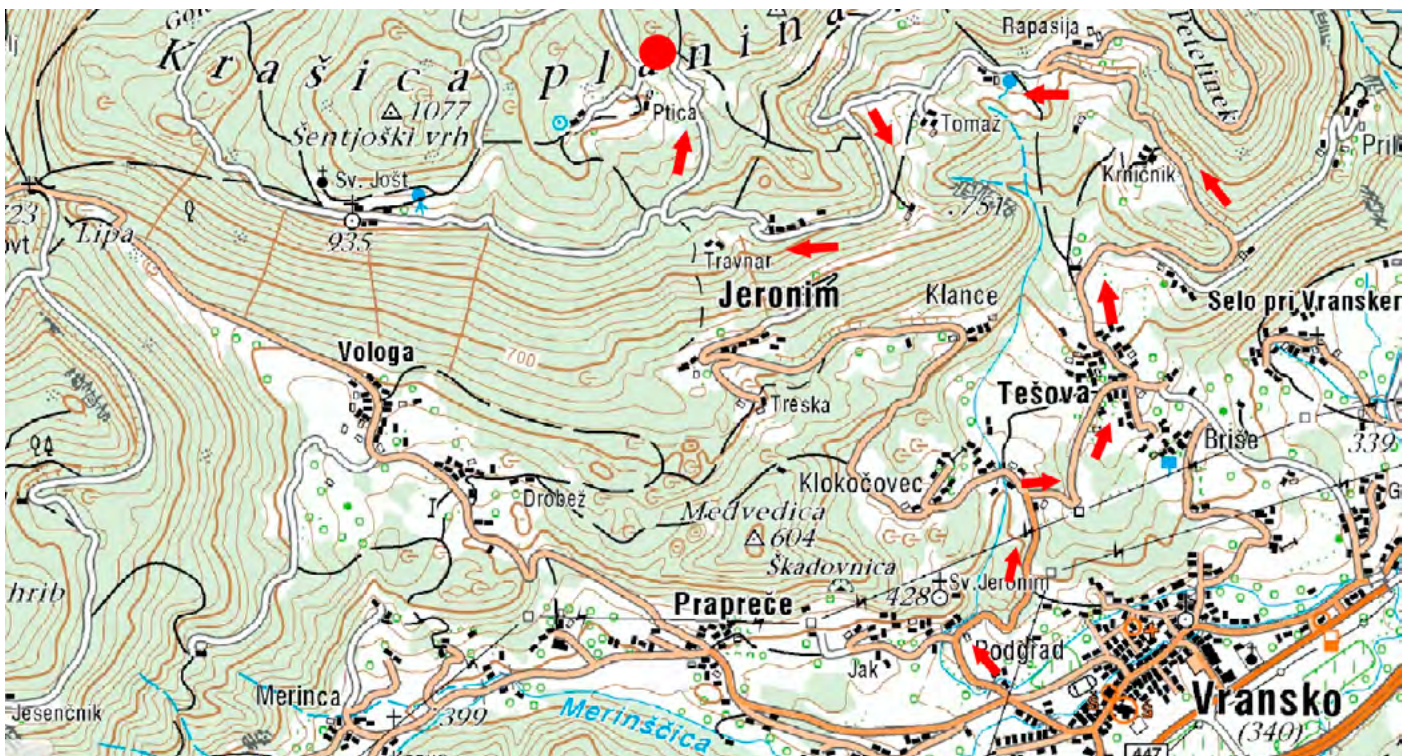 Rapasija
Krašica planina
Petelinek
1077
Ptica
Šentjoški vrh
Tomaž
Krničnik
Sv. Jošt
.751
Lipa
935
Travnar
Jeronim
Klance
Selo pri Vransker
Vologa
700
Treska
Tešova
Briše
339
Klokočovec
Drobež
Medvedica
604
Škadovnica
Sv. Jeronim
428
hrib
Prapreče
Jak
Podgrad
Merinca
399
Jesenčnik
Merinščica
Vransko
(340)
447